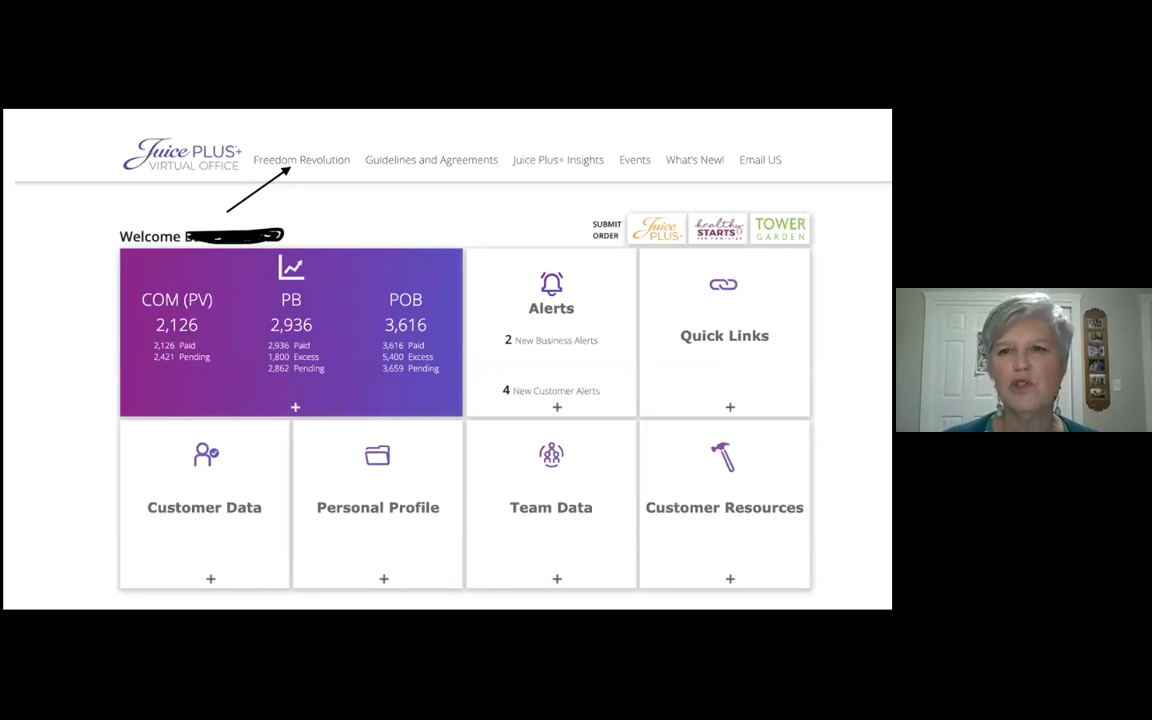 Juice PLUS+
VIRTUAL OFFICE
Freedom Revolution Guidelines and Agreements Juice Plus+ Insights Events What's New! Email US
Welcome
SUBMIT
ORDER
Juice
PLUS+
healthy
STARTS
FOR FAMILIES
TOWER
GARDEN
COM (PV)
2,126
2,126 Paid
2,421 Pending
PB
2,936
2,936 Paid
1,800 Excess
2,862 Pending
POB
3,616
3,616 Paid
5,400 Excess
3,659 Pending
+
Alerts
2 New Business Alerts
4 New Customer Alerts
+
Quick Links
+
Customer Data
+
Personal Profile
+
Team Data
+
Customer Resources
+